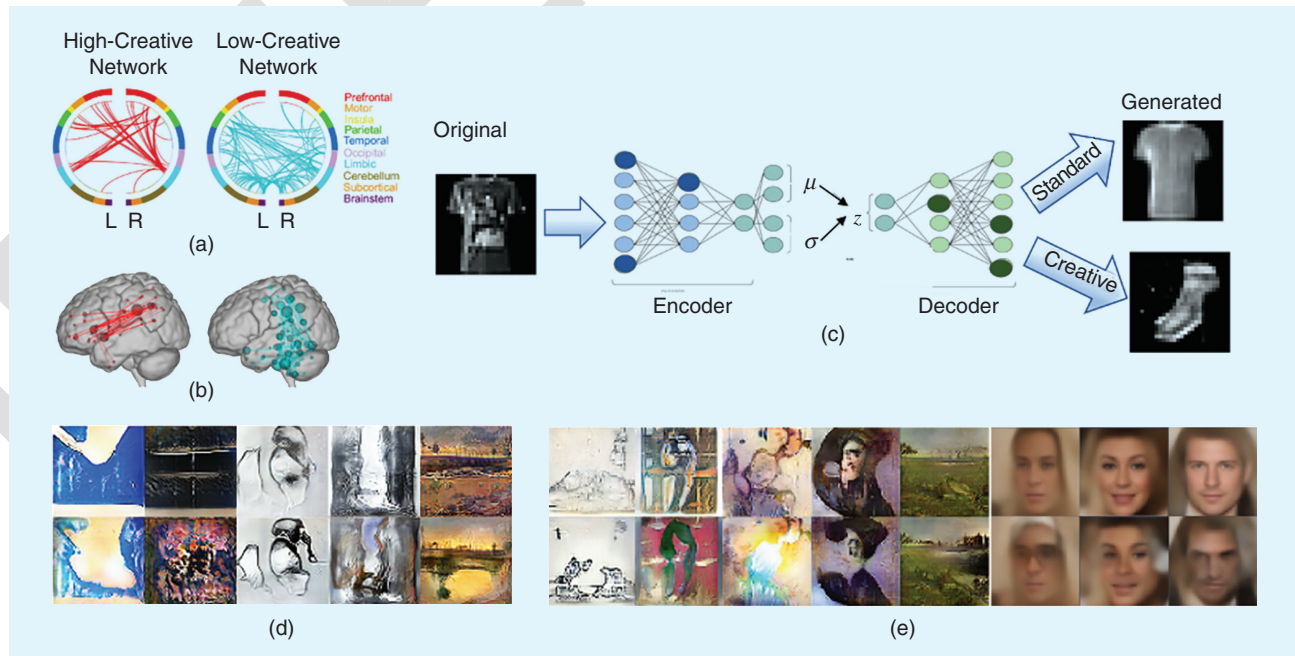 High-Creative
Network
Low-Creative
Network
Prefrontal
Motor
Insula
Parietal
Temporal
Occipital
Limbic
Cerebellum
Subcortical
Brainstem
L R
L R
(a)
(b)
Original
Encoder
μ
σ
z
Decoder
(c)
Standard
Creative
Generated
(d)
(e)